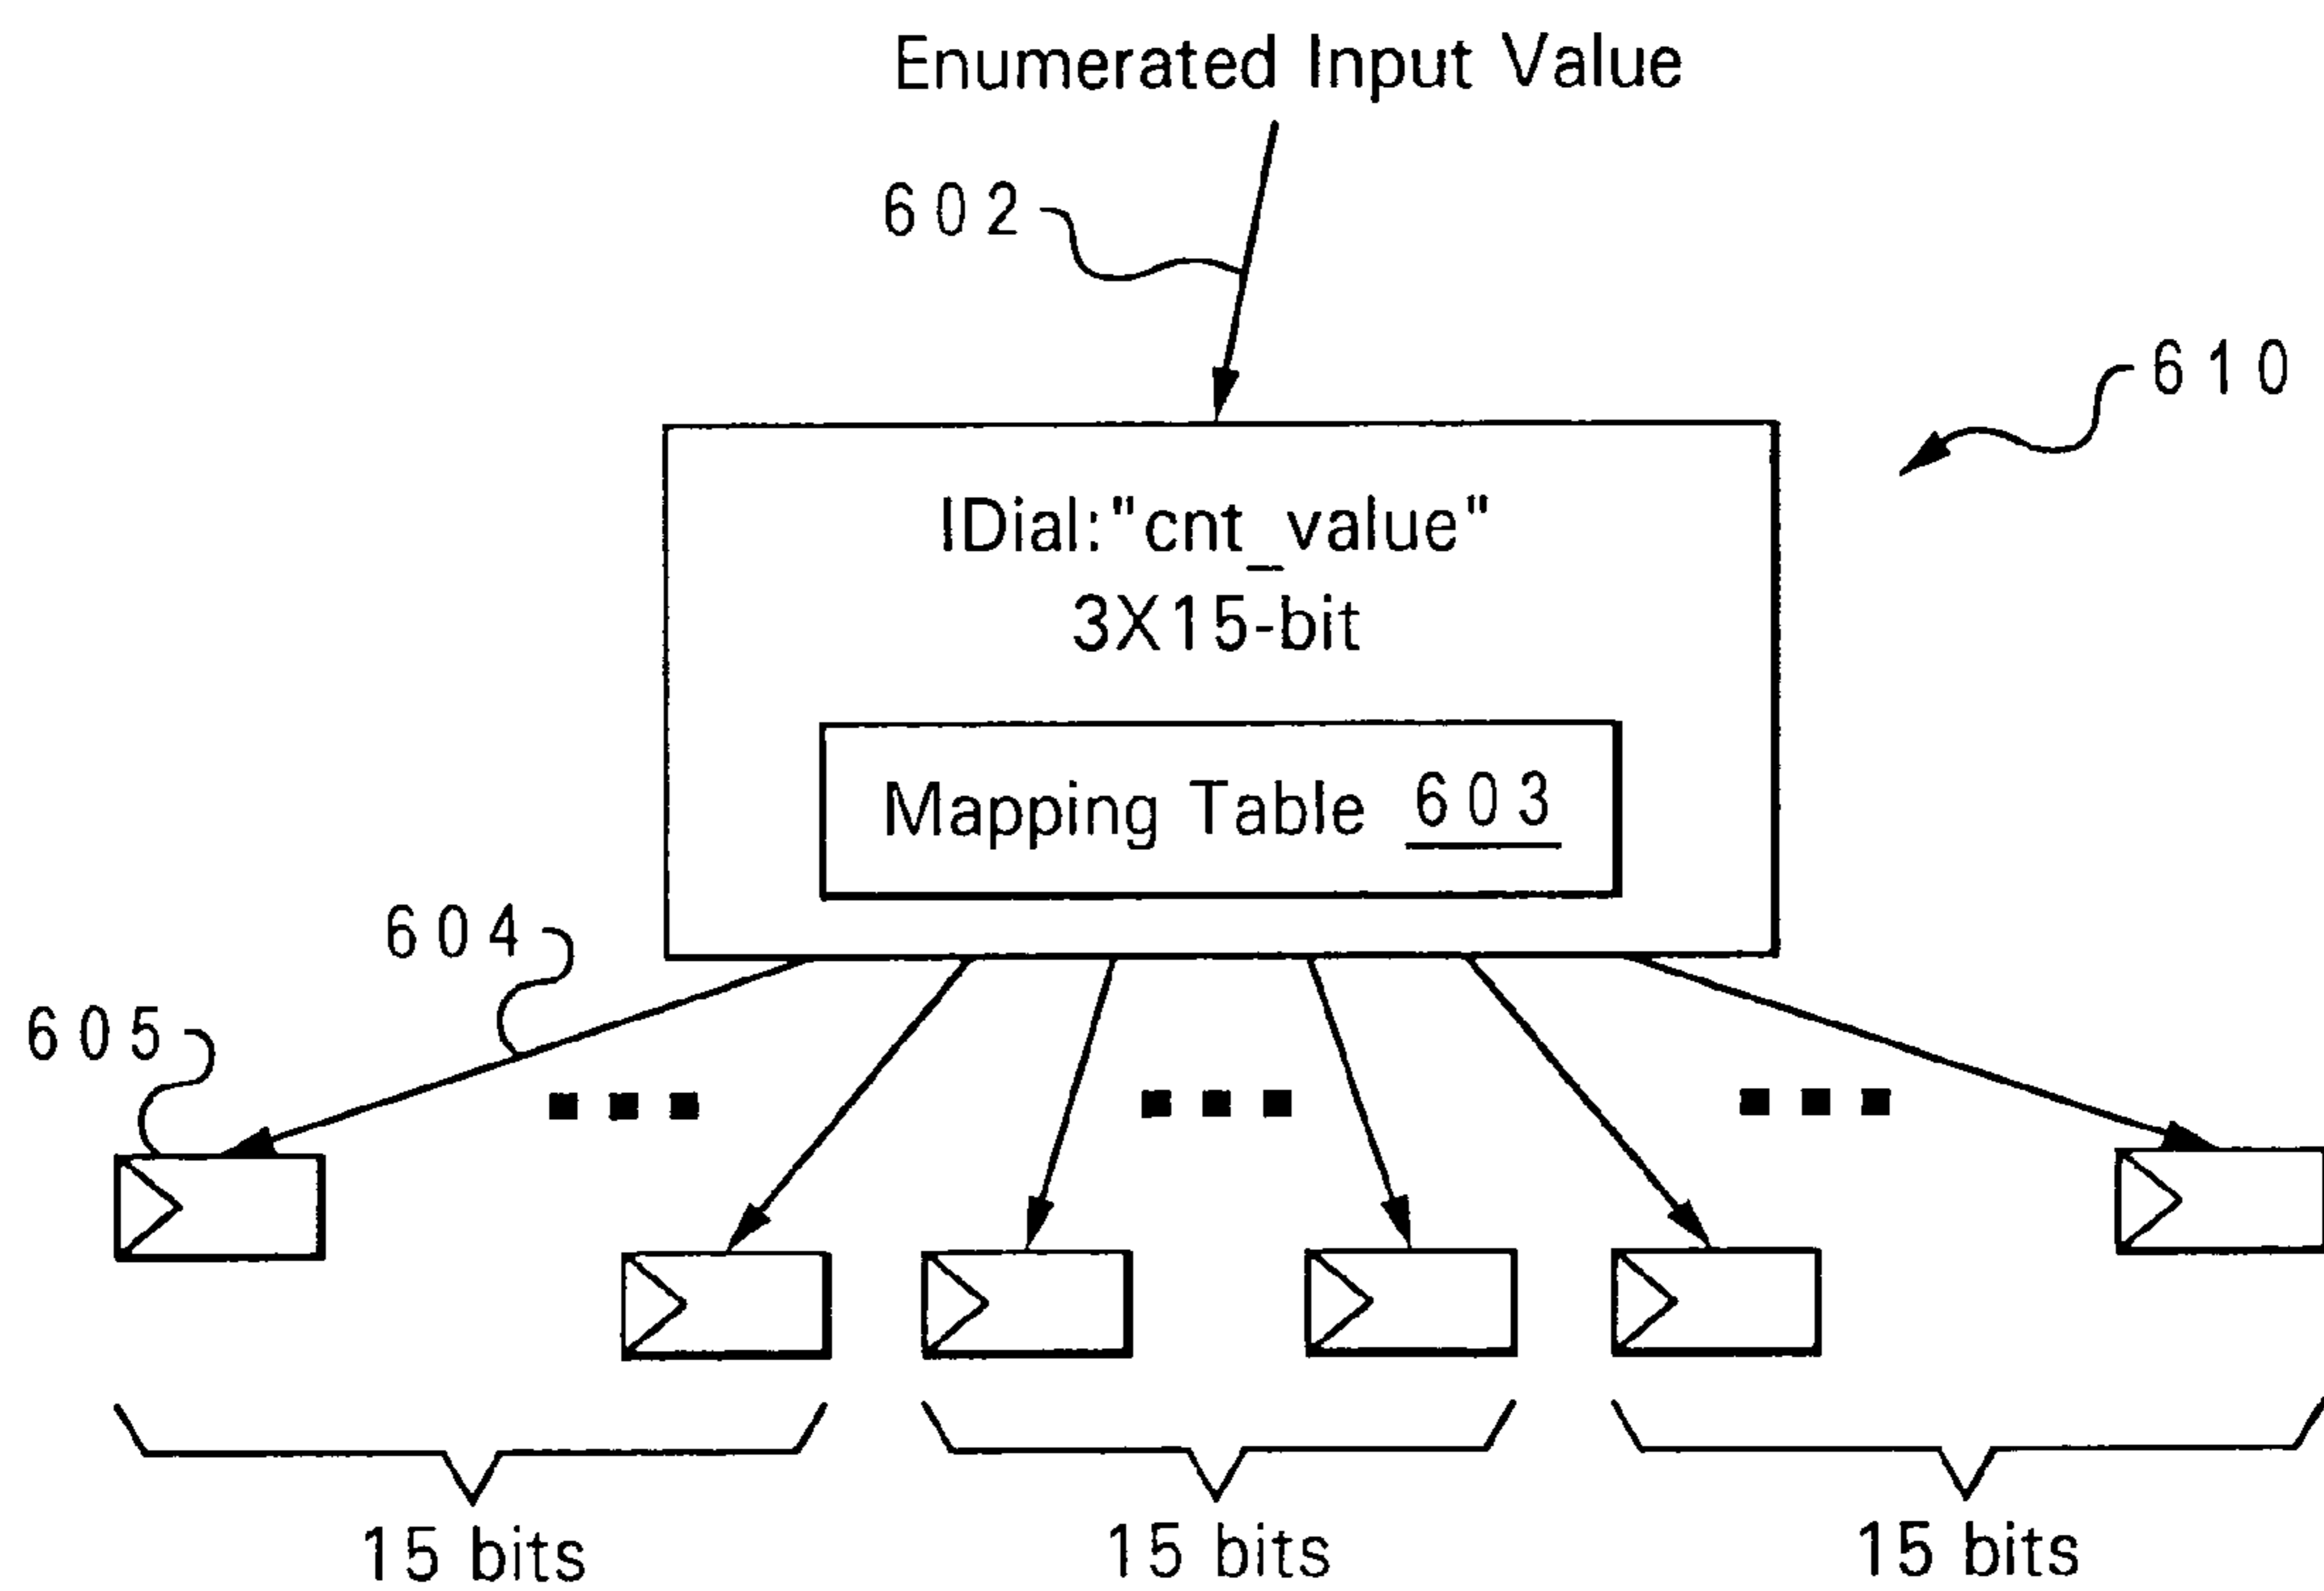 Enumerated Input Value
602
610
IDial:"cnt_value"
3X15-bit
Mapping Table 603
604
605
15 bits 15 bits 15 bits